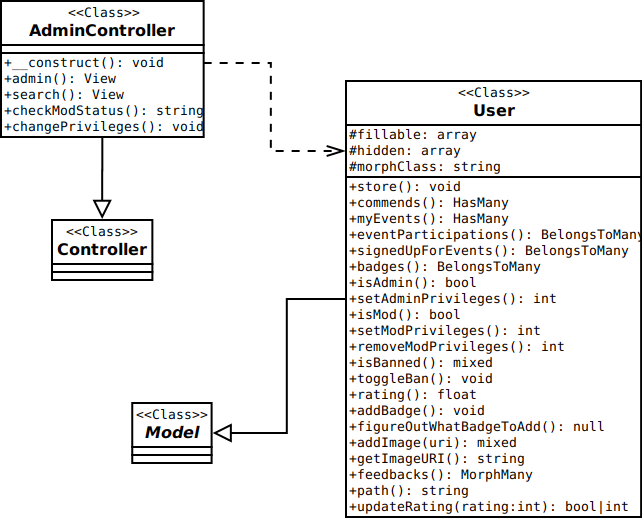 <<Class>>
AdminController
+__construct(): void
+admin(): View
+search(): View
+checkModStatus(): string
+changePrivileges(): void
<<Class>>
User
#fillable: array
#hidden: array
#morphClass: string
+store(): void
+commends(): HasMany
+myEvents(): HasMany
+eventParticipations(): BelongsToMany
+signedUpForEvents(): BelongsToMany
+badges(): BelongsToMany
+isAdmin(): bool
+setAdminPrivileges(): int
+isMod(): bool
+setModPrivileges(): int
+removeModPrivileges(): int
+isBanned(): mixed
+toggleBan(): void
+rating(): float
+addBadge(): void
+figureOutWhatBadgeToAdd(): null
+addImage(uri): mixed
+getImageURI(): string
+feedbacks(): MorphMany
+path(): string
+updateRating(rating:int): bool|int
<<Class>>
Controller
<<Class>>
Model